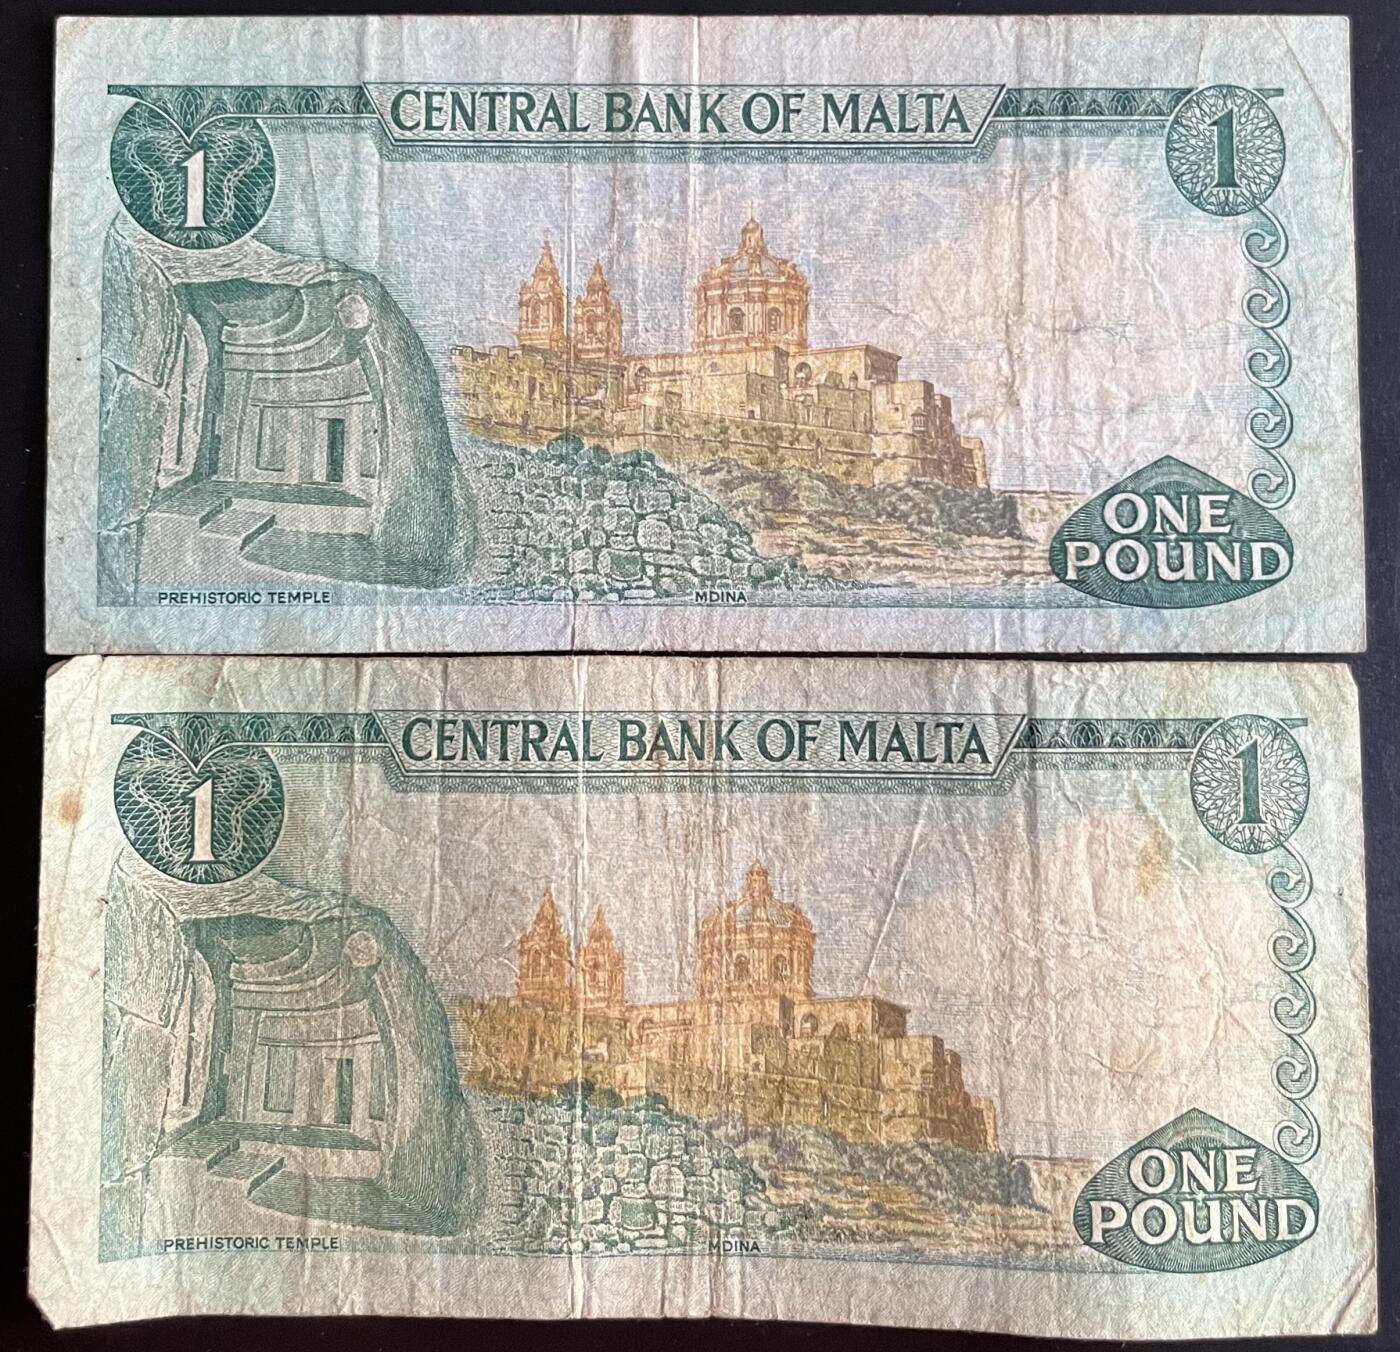 CENTRAL BANK OF MALTA
1
1
ONE
POUND
PREHISTORIC TEMPLE
MDINA
CENTRAL BANK OF MALTA
1
1
ONE
POUND
PREHISTORIC TEMPLE
MDINA